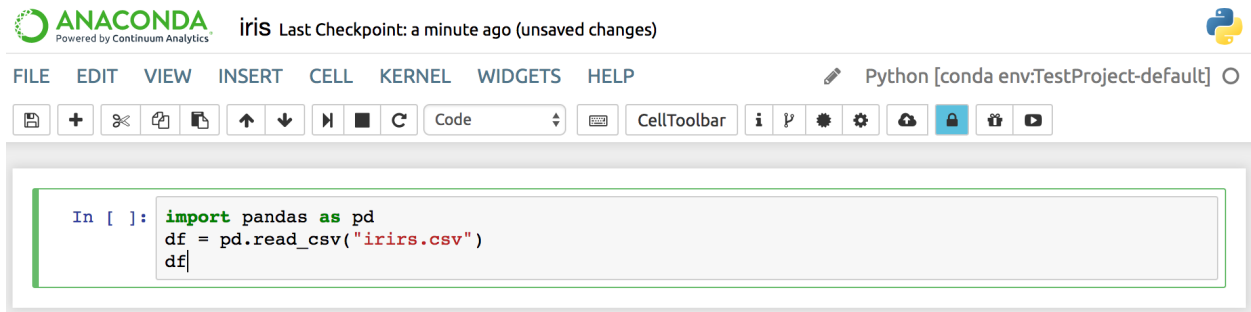 ANACONDA
Powered by Continuum Analytics
iris Last Checkpoint: a minute ago (unsaved changes)
FILE EDIT VIEW INSERT CELL KERNEL WIDGETS HELP Python [conda env:TestProject-default]
Code CellToolbar
In [ ]: import pandas as pd
df = pd.read_csv("irirs.csv")
df